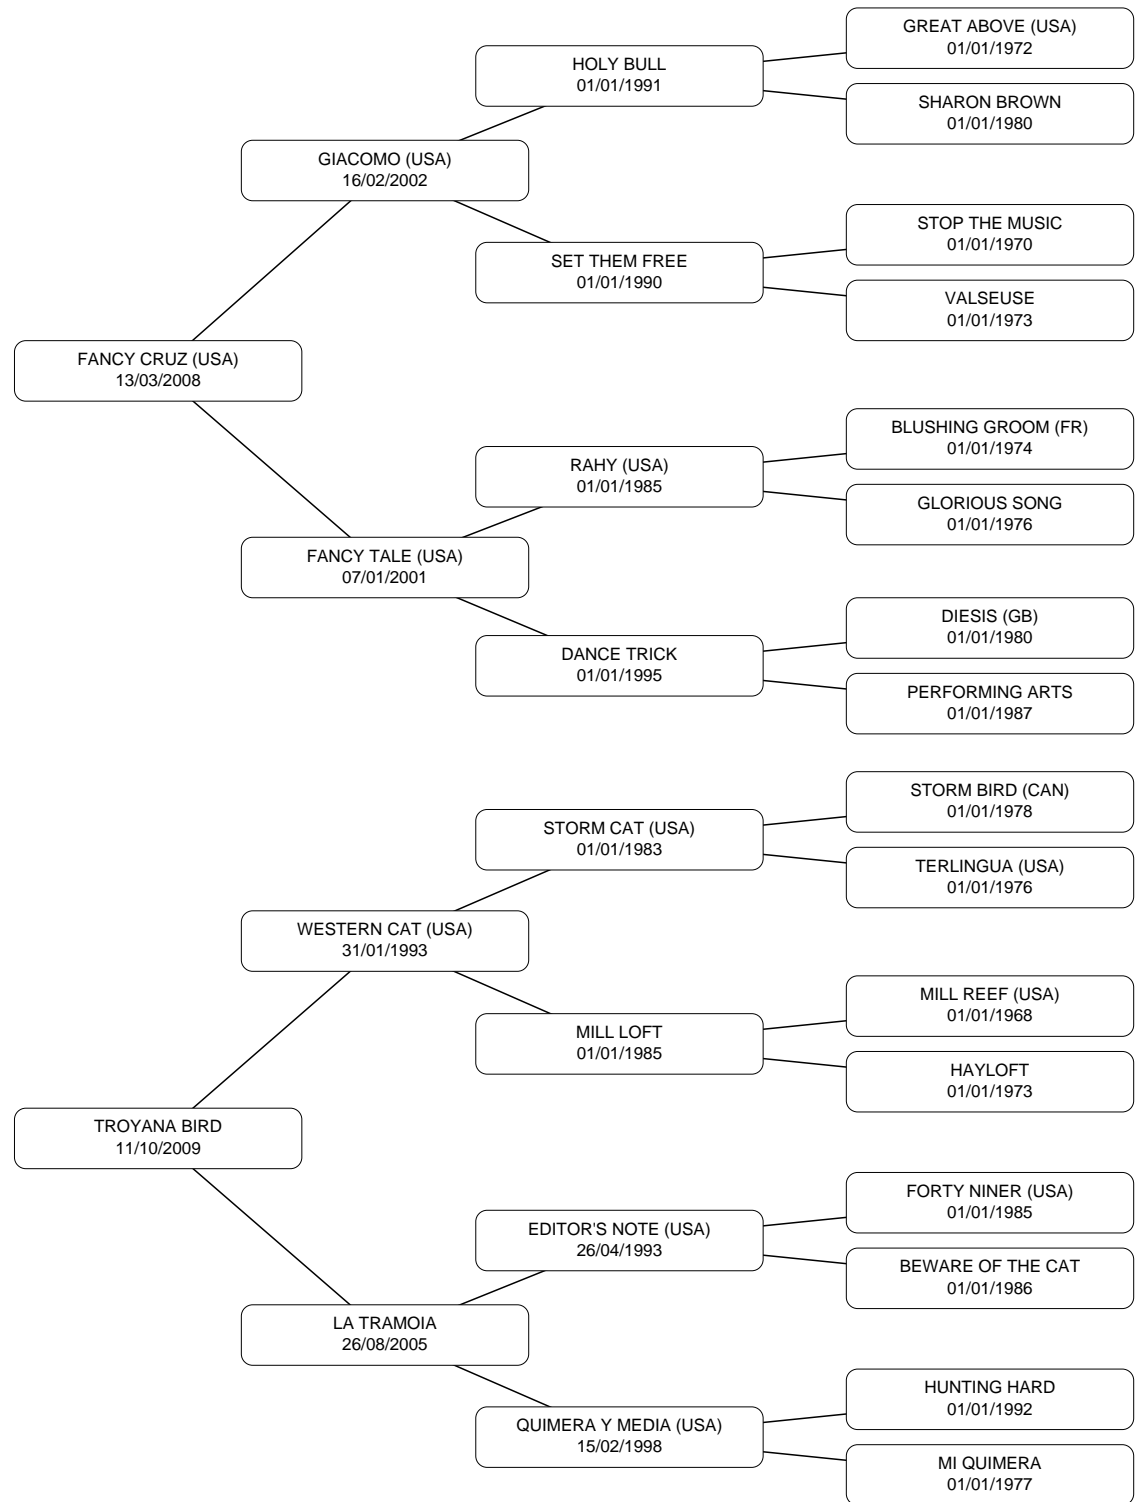 GREAT ABOVE (USA)
01/01/1972
HOLY BULL
01/01/1991
SHARON BROWN
01/01/1980
GIACOMO (USA)
16/02/2002
STOP THE MUSIC
01/01/1970
SET THEM FREE
01/01/1990
VALSEUSE
01/01/1973
FANCY CRUZ (USA)
13/03/2008
BLUSHING GROOM (FR)
01/01/1974
RAHY (USA)
01/01/1985
GLORIOUS SONG
01/01/1976
FANCY TALE (USA)
07/01/2001
DIESIS (GB)
01/01/1980
DANCE TRICK
01/01/1995
PERFORMING ARTS
01/01/1987
STORM BIRD (CAN)
01/01/1978
STORM CAT (USA)
01/01/1983
TERLINGUA (USA)
01/01/1976
WESTERN CAT (USA)
31/01/1993
MILL REEF (USA)
01/01/1968
MILL LOFT
01/01/1985
HAYLOFT
01/01/1973
TROYANA BIRD
11/10/2009
FORTY NINER (USA)
01/01/1985
EDITOR'S NOTE (USA)
26/04/1993
BEWARE OF THE CAT
01/01/1986
LA TRAMOIA
26/08/2005
HUNTING HARD
01/01/1992
QUIMERA Y MEDIA (USA)
15/02/1998
MI QUIMERA
01/01/1977